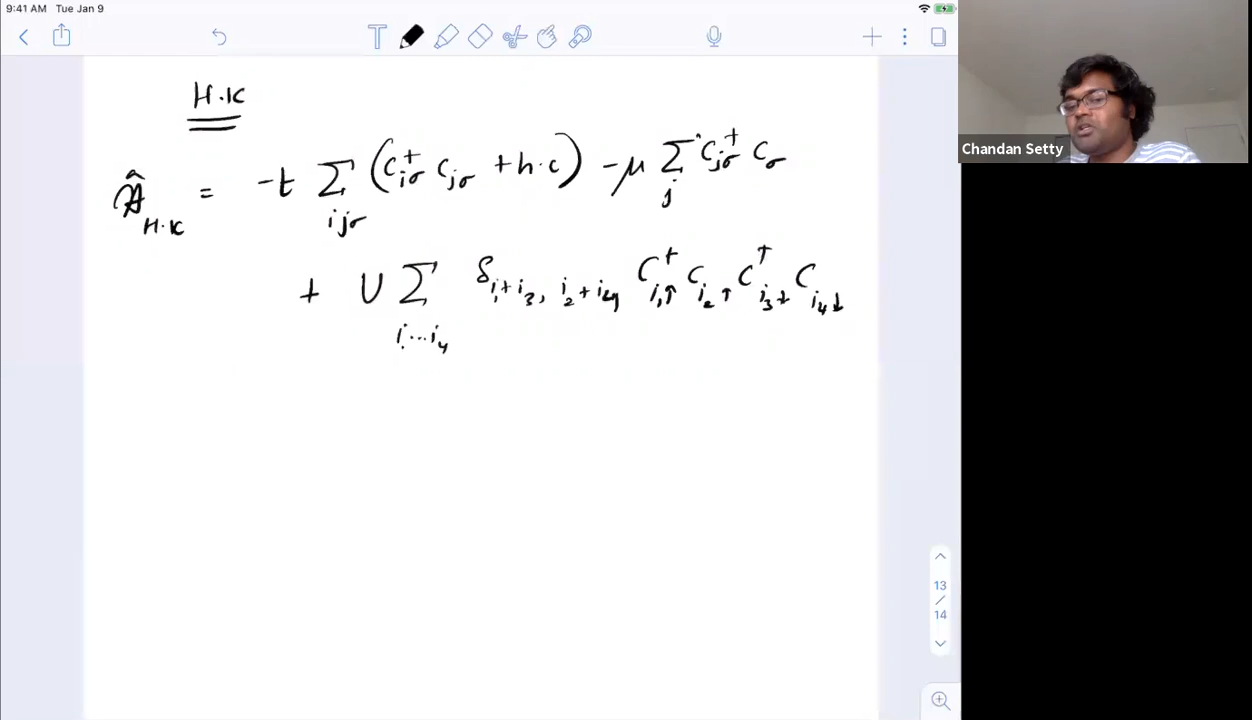 9:41 AM Tue Jan 9
H.K
Ĥ_H.K = -t Σ_ijσ (C†_iσ C_jσ + h.c) - μ Σ_j C†_jσ C_σ
+ U Σ_i₁...i₄ δ_i₁+i₃, i₂+i₄ C†_i₁↑ C_i₂↑ C†_i₃↓ C_i₄↓
Chandan Setty
13
/
14